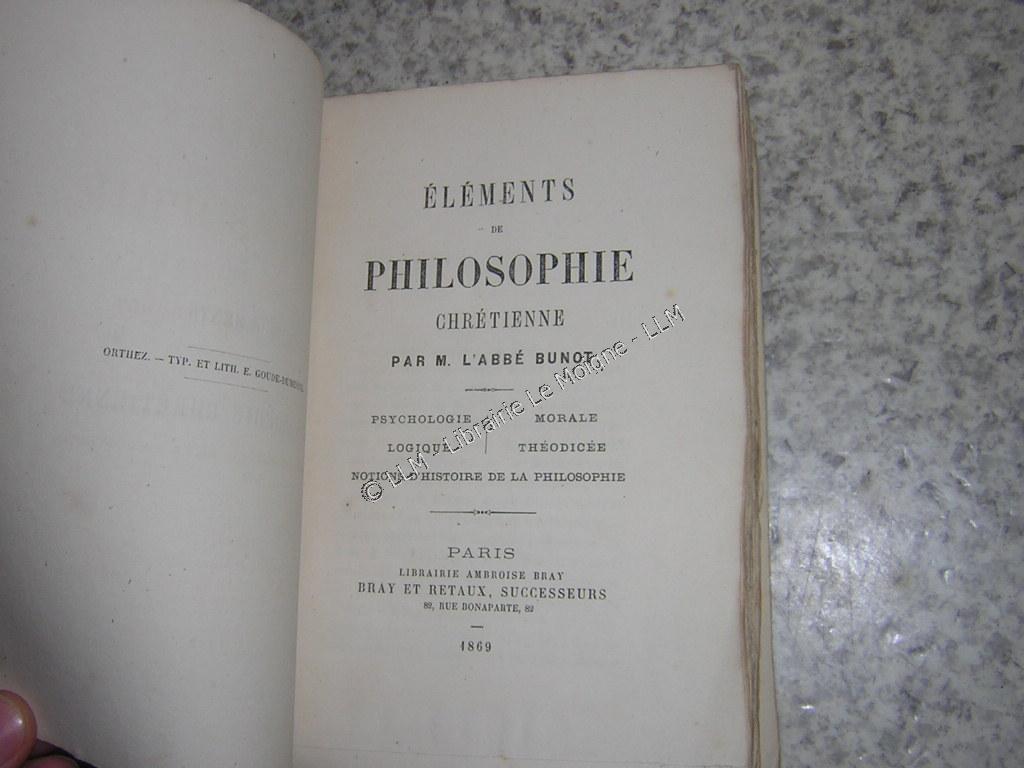 ORTHEZ. — TYP. ET LITH. E. GOUDE-DUMESNIL
ÉLÉMENTS
DE
PHILOSOPHIE
CHRÉTIENNE
PAR M. L'ABBÉ BUNOT
PSYCHOLOGIE
MORALE
LOGIQUE
THÉODICÉE
NOTIONS D'HISTOIRE DE LA PHILOSOPHIE
PARIS
LIBRAIRIE AMBROISE BRAY
BRAY ET RETAUX, SUCCESSEURS
82, RUE BONAPARTE, 82
1869
© LLM - Librairie Le Moigne - LLM